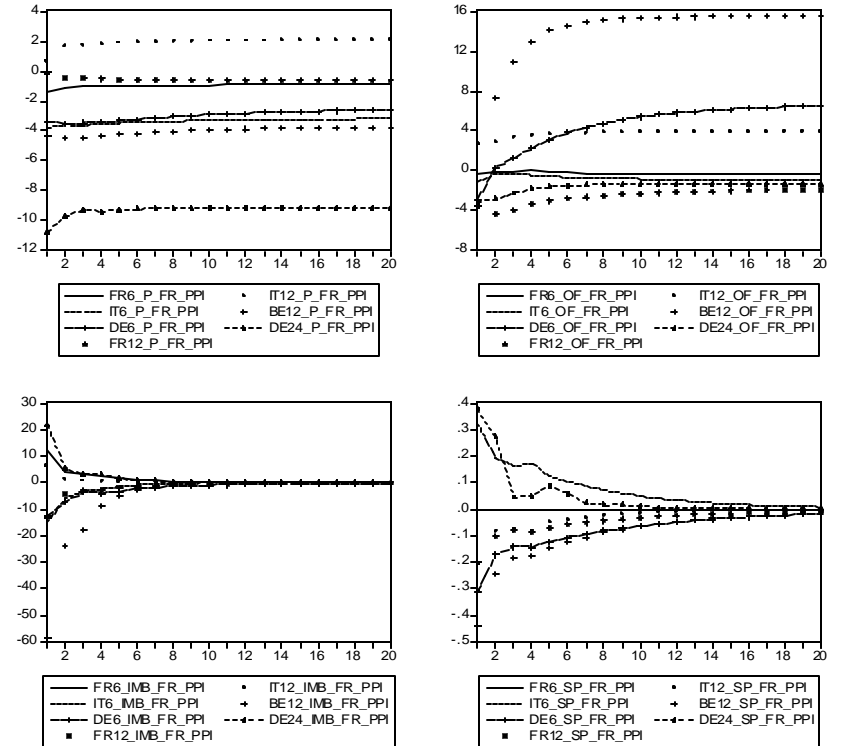 4
2
0
-2
-4
-6
-8
-10
-12
2 4 6 8 10 12 14 16 18 20
FR6_P_FR_PPI IT12_P_FR_PPI
IT6_P_FR_PPI BE12_P_FR_PPI
DE6_P_FR_PPI DE24_P_FR_PPI
FR12_P_FR_PPI
16
12
8
4
0
-4
-8
2 4 6 8 10 12 14 16 18 20
FR6_OF_FR_PPI IT12_OF_FR_PPI
IT6_OF_FR_PPI BE12_OF_FR_PPI
DE6_OF_FR_PPI DE24_OF_FR_PPI
FR12_OF_FR_PPI
30
20
10
0
-10
-20
-30
-40
-50
-60
2 4 6 8 10 12 14 16 18 20
FR6_IMB_FR_PPI IT12_IMB_FR_PPI
IT6_IMB_FR_PPI BE12_IMB_FR_PPI
DE6_IMB_FR_PPI DE24_IMB_FR_PPI
FR12_IMB_FR_PPI
.4
.3
.2
.1
.0
-.1
-.2
-.3
-.4
-.5
2 4 6 8 10 12 14 16 18 20
FR6_SP_FR_PPI IT12_SP_FR_PPI
IT6_SP_FR_PPI BE12_SP_FR_PPI
DE6_SP_FR_PPI DE24_SP_FR_PPI
FR12_SP_FR_PPI